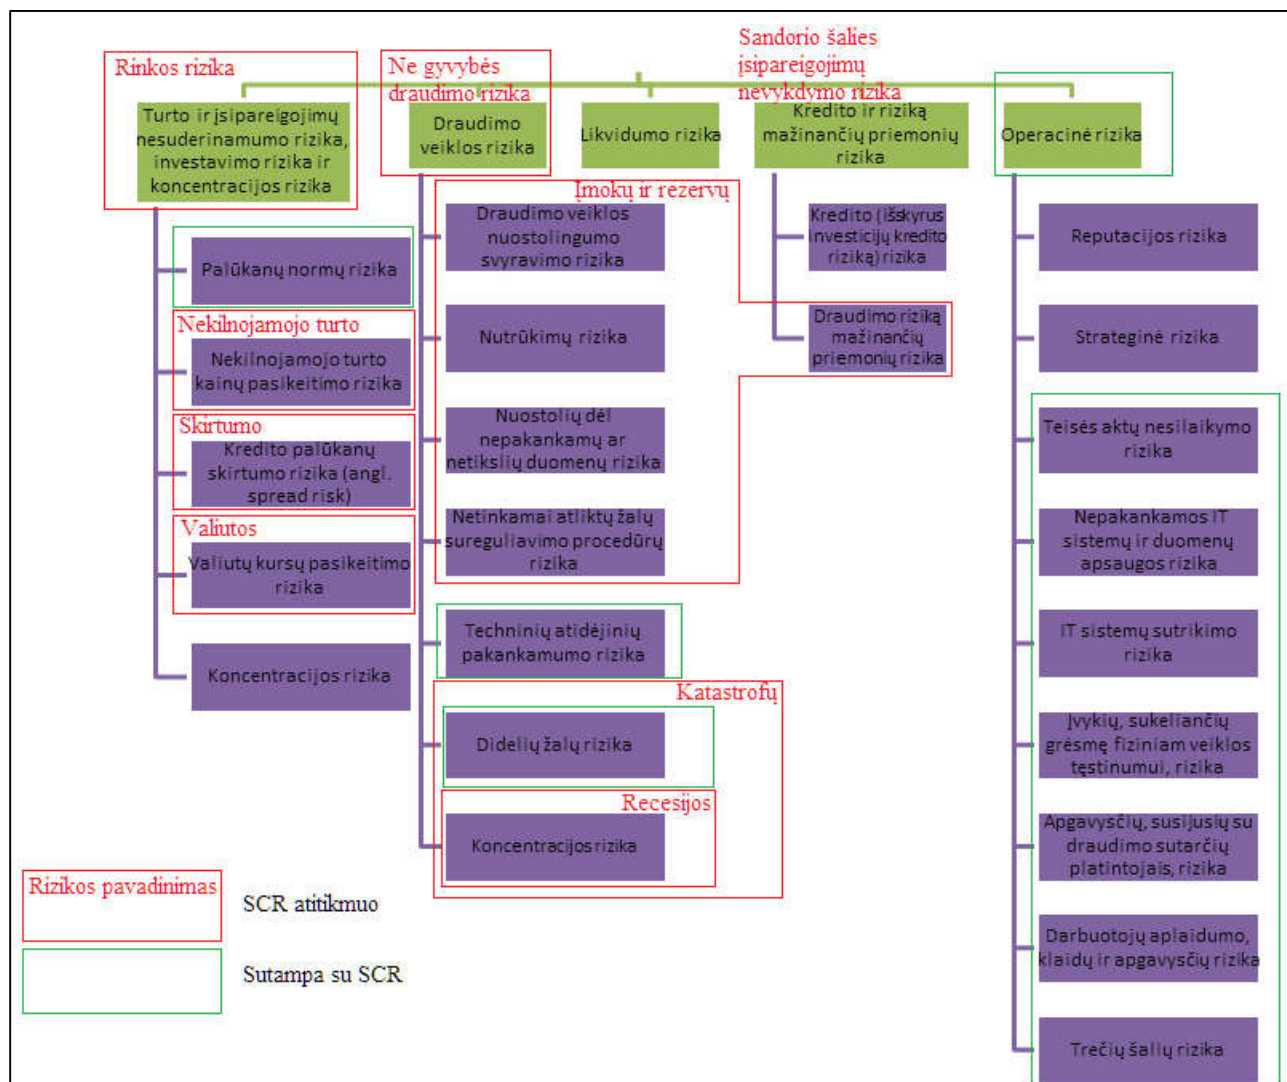 Rinkos rizika
Turto ir įsipareigojimų
nesuderinamumo rizika,
investavimo rizika ir
koncentracijos rizika
Palūkanų normų rizika
Nekilnojamojo turto
Nekilnojamojo turto
kainų pasikeitimo rizika
Skirtumo
Kredito palūkanų
skirtumo rizika (angl.
spread risk)
Valiutos
Valiutų kursų pasikeitimo
rizika
Koncentracijos rizika
Ne gyvybės
draudimo rizika
Draudimo
veiklos rizika
Įmokų ir rezervų
Draudimo veiklos
nuostolingumo
svyravimo rizika
Nutrūkimų rizika
Nuostolių dėl
nepakankamų ar
netikslių duomenų rizika
Netinkamai atliktų žalų
sureguliavimo procedūrų
rizika
Techninių atidėjinių
pakankamumo rizika
Katastrofų
Didelių žalų rizika
Recesijos
Koncentracijos rizika
Likvidumo rizika
Sandorio šalies
įsipareigojimų
nevykdymo rizika
Kredito ir riziką
mažinančių priemonių
rizika
Kredito (išskyrus
investicijų kredito
riziką) rizika
Draudimo riziką
mažinančių
priemonių rizika
Operacinė rizika
Reputacijos rizika
Strateginė rizika
Teisės aktų nesilaikymo
rizika
Nepakankamos IT
sistemų ir duomenų
apsaugos rizika
IT sistemų sutrikimo
rizika
Įvykių, sukeliančių
grėsmę fiziniam veiklos
tęstinumui, rizika
Apgavysčių, susijusių su
draudimo sutarčių
platintojais, rizika
Darbuotojų aplaidumo,
klaidų ir apgavysčių rizika
Trečių šalių rizika
Rizikos pavadinimas
SCR atitikmuo
Sutampa su SCR